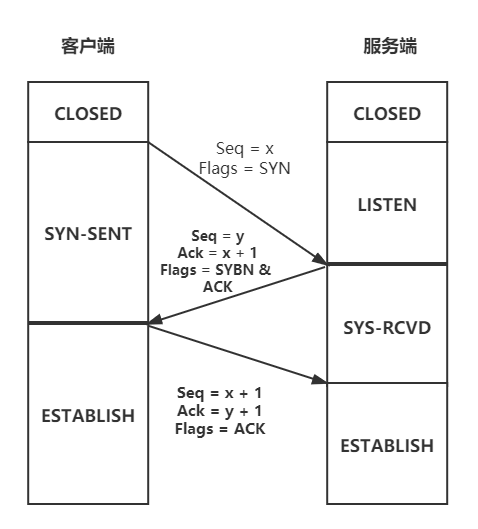 客户端
服务端
CLOSED
CLOSED
Seq = x
Flags = SYN
LISTEN
SYN-SENT
Seq = y
Ack = x + 1
Flags = SYBN &
ACK
SYS-RCVD
Seq = x + 1
Ack = y + 1
Flags = ACK
ESTABLISH
ESTABLISH